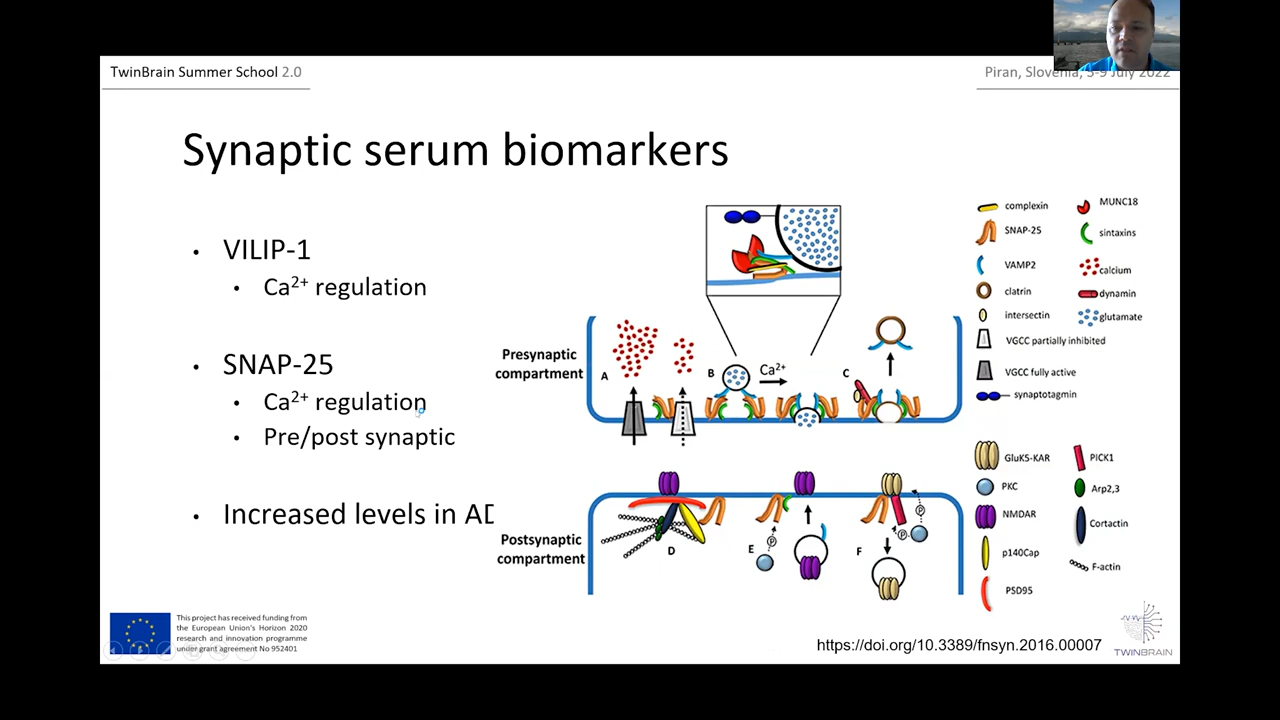 TwinBrain Summer School 2.0
Piran, Slovenia, 5-9 July 2022
Synaptic serum biomarkers
• VILIP-1
• Ca²⁺ regulation
• SNAP-25
• Ca²⁺ regulation
• Pre/post synaptic
• Increased levels in AD
Presynaptic
compartment
A
B
Ca²⁺
C
Postsynaptic
compartment
D
E
P
F
P
P
complexin
MUNC18
SNAP-25
sintaxins
VAMP2
calcium
clatrin
dynamin
intersectin
glutamate
VGCC partially inhibited
VGCC fully active
synaptotagmin
GluK5-KAR
PICK1
PKC
Arp2,3
NMDAR
Cortactin
p140Cap
F-actin
PSD95
This project has received funding from
the European Union's Horizon 2020
research and innovation programme
under grant agreement No 952401
https://doi.org/10.3389/fnsyn.2016.00007
TWINBRAIN